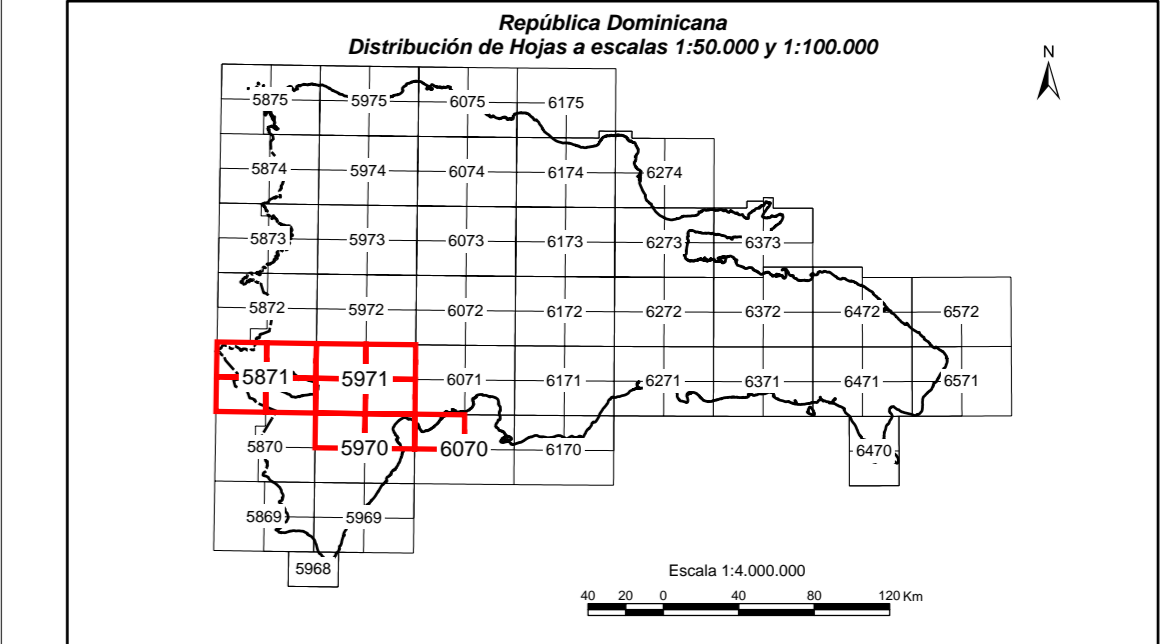 República Dominicana
Distribución de Hojas a escalas 1:50.000 y 1:100.000
N
5875 5975 6075 6175
5874 5974 6074 6174 6274
5873 5973 6073 6173 6273 6373
5872 5972 6072 6172 6272 6372 6472 6572
5871 5971 6071 6171 6271 6371 6471 6571
5870 5970 6070 6170 6470
5869 5969
5968
Escala 1:4.000.000
40 20 0 40 80 120 Km